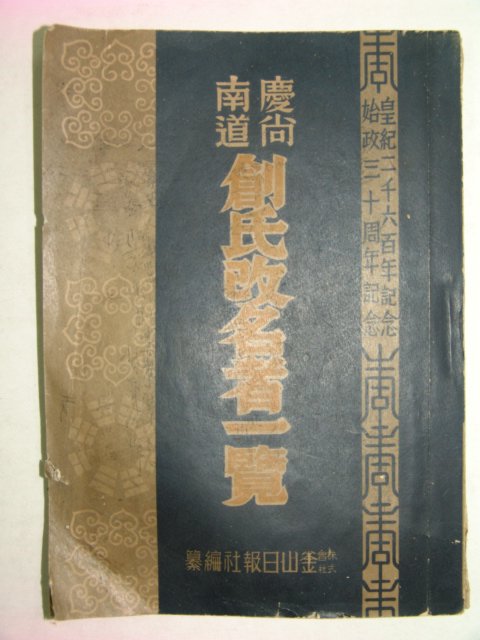 皇紀二千六百年記念
始政三十周年記念
慶尙
南道
創氏改名者一覽
株式會社釜山日報社編纂